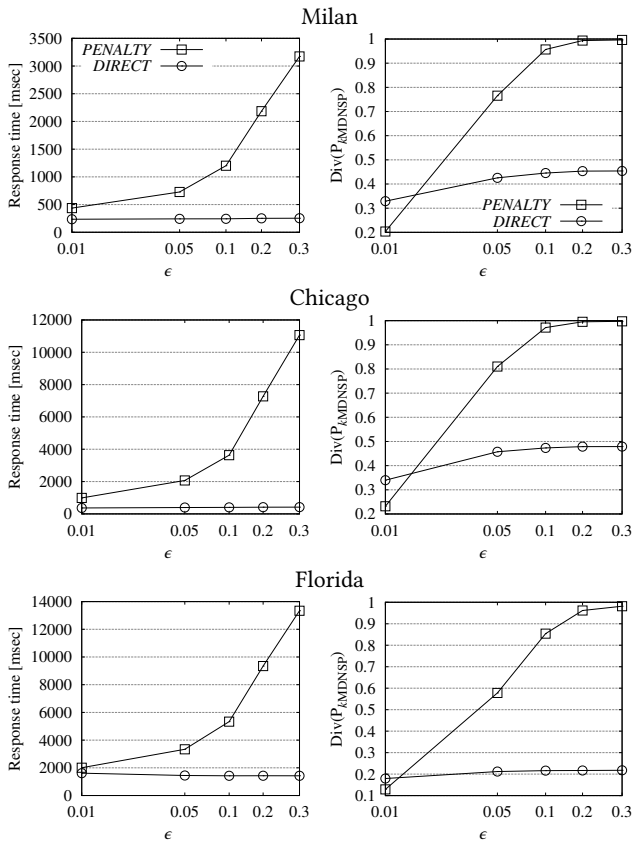 Milan
Response time [msec]
3500
3000
2500
2000
1500
1000
500
0
PENALTY
DIRECT
0.01 0.05 0.1 0.2 0.3
ϵ
Div(PkMDNSP)
1
0.9
0.8
0.7
0.6
0.5
0.4
0.3
0.2
PENALTY
DIRECT
0.01 0.05 0.1 0.2 0.3
ϵ
Chicago
Response time [msec]
12000
10000
8000
6000
4000
2000
0
0.01 0.05 0.1 0.2 0.3
ϵ
Div(PkMDNSP)
1
0.9
0.8
0.7
0.6
0.5
0.4
0.3
0.2
0.01 0.05 0.1 0.2 0.3
ϵ
Florida
Response time [msec]
14000
12000
10000
8000
6000
4000
2000
0
0.01 0.05 0.1 0.2 0.3
ϵ
Div(PkMDNSP)
1
0.9
0.8
0.7
0.6
0.5
0.4
0.3
0.2
0.1
0.01 0.05 0.1 0.2 0.3
ϵ